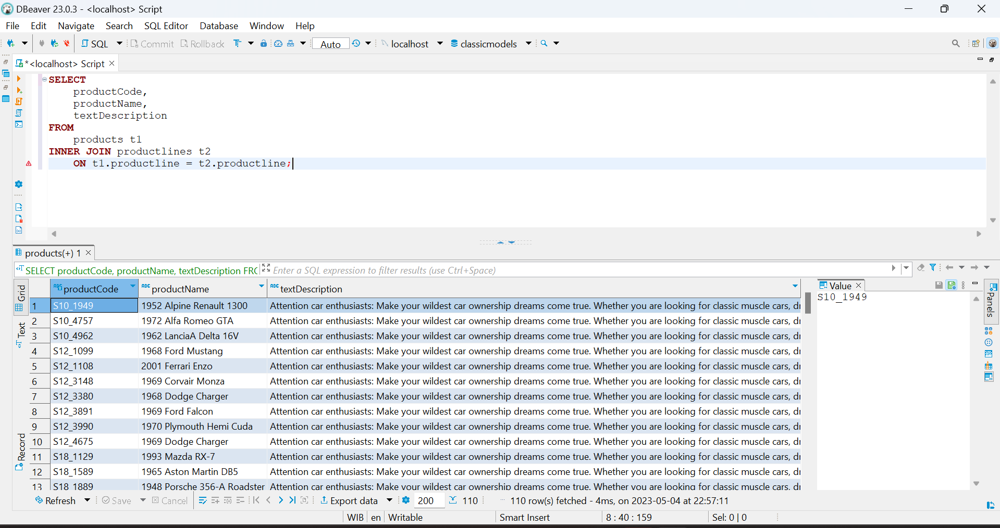 DBeaver 23.0.3 - <localhost> Script
File Edit Navigate Search SQL Editor Database Window Help
SQL Commit Rollback Auto localhost classicmodels
*<localhost> Script
SELECT
productCode,
productName,
textDescription
FROM
products t1
INNER JOIN productlines t2
ON t1.productline = t2.productline;
products(+) 1
SELECT productCode, productName, textDescription FRC Enter a SQL expression to filter results (use Ctrl+Space)
Grid
Text
Record
productCode productName textDescription
1 S10_1949 1952 Alpine Renault 1300 Attention car enthusiasts: Make your wildest car ownership dreams come true. Whether you are looking for classic muscle cars, dr
2 S10_4757 1972 Alfa Romeo GTA Attention car enthusiasts: Make your wildest car ownership dreams come true. Whether you are looking for classic muscle cars, dr
3 S10_4962 1962 LanciaA Delta 16V Attention car enthusiasts: Make your wildest car ownership dreams come true. Whether you are looking for classic muscle cars, dr
4 S12_1099 1968 Ford Mustang Attention car enthusiasts: Make your wildest car ownership dreams come true. Whether you are looking for classic muscle cars, dr
5 S12_1108 2001 Ferrari Enzo Attention car enthusiasts: Make your wildest car ownership dreams come true. Whether you are looking for classic muscle cars, dr
6 S12_3148 1969 Corvair Monza Attention car enthusiasts: Make your wildest car ownership dreams come true. Whether you are looking for classic muscle cars, dr
7 S12_3380 1968 Dodge Charger Attention car enthusiasts: Make your wildest car ownership dreams come true. Whether you are looking for classic muscle cars, dr
8 S12_3891 1969 Ford Falcon Attention car enthusiasts: Make your wildest car ownership dreams come true. Whether you are looking for classic muscle cars, dr
9 S12_3990 1970 Plymouth Hemi Cuda Attention car enthusiasts: Make your wildest car ownership dreams come true. Whether you are looking for classic muscle cars, dr
10 S12_4675 1969 Dodge Charger Attention car enthusiasts: Make your wildest car ownership dreams come true. Whether you are looking for classic muscle cars, dr
11 S18_1129 1993 Mazda RX-7 Attention car enthusiasts: Make your wildest car ownership dreams come true. Whether you are looking for classic muscle cars, dr
12 S18_1589 1965 Aston Martin DB5 Attention car enthusiasts: Make your wildest car ownership dreams come true. Whether you are looking for classic muscle cars, dr
13 S18_1889 1948 Porsche 356-A Roadster Attention car enthusiasts: Make your wildest car ownership dreams come true. Whether you are looking for classic muscle cars, dr
Value
S10_1949
Panels
Refresh Save Cancel Export data 200 110 110 row(s) fetched - 4ms, on 2023-05-04 at 22:57:11
WIB en Writable Smart Insert 8 : 40 : 159 Sel: 0 | 0